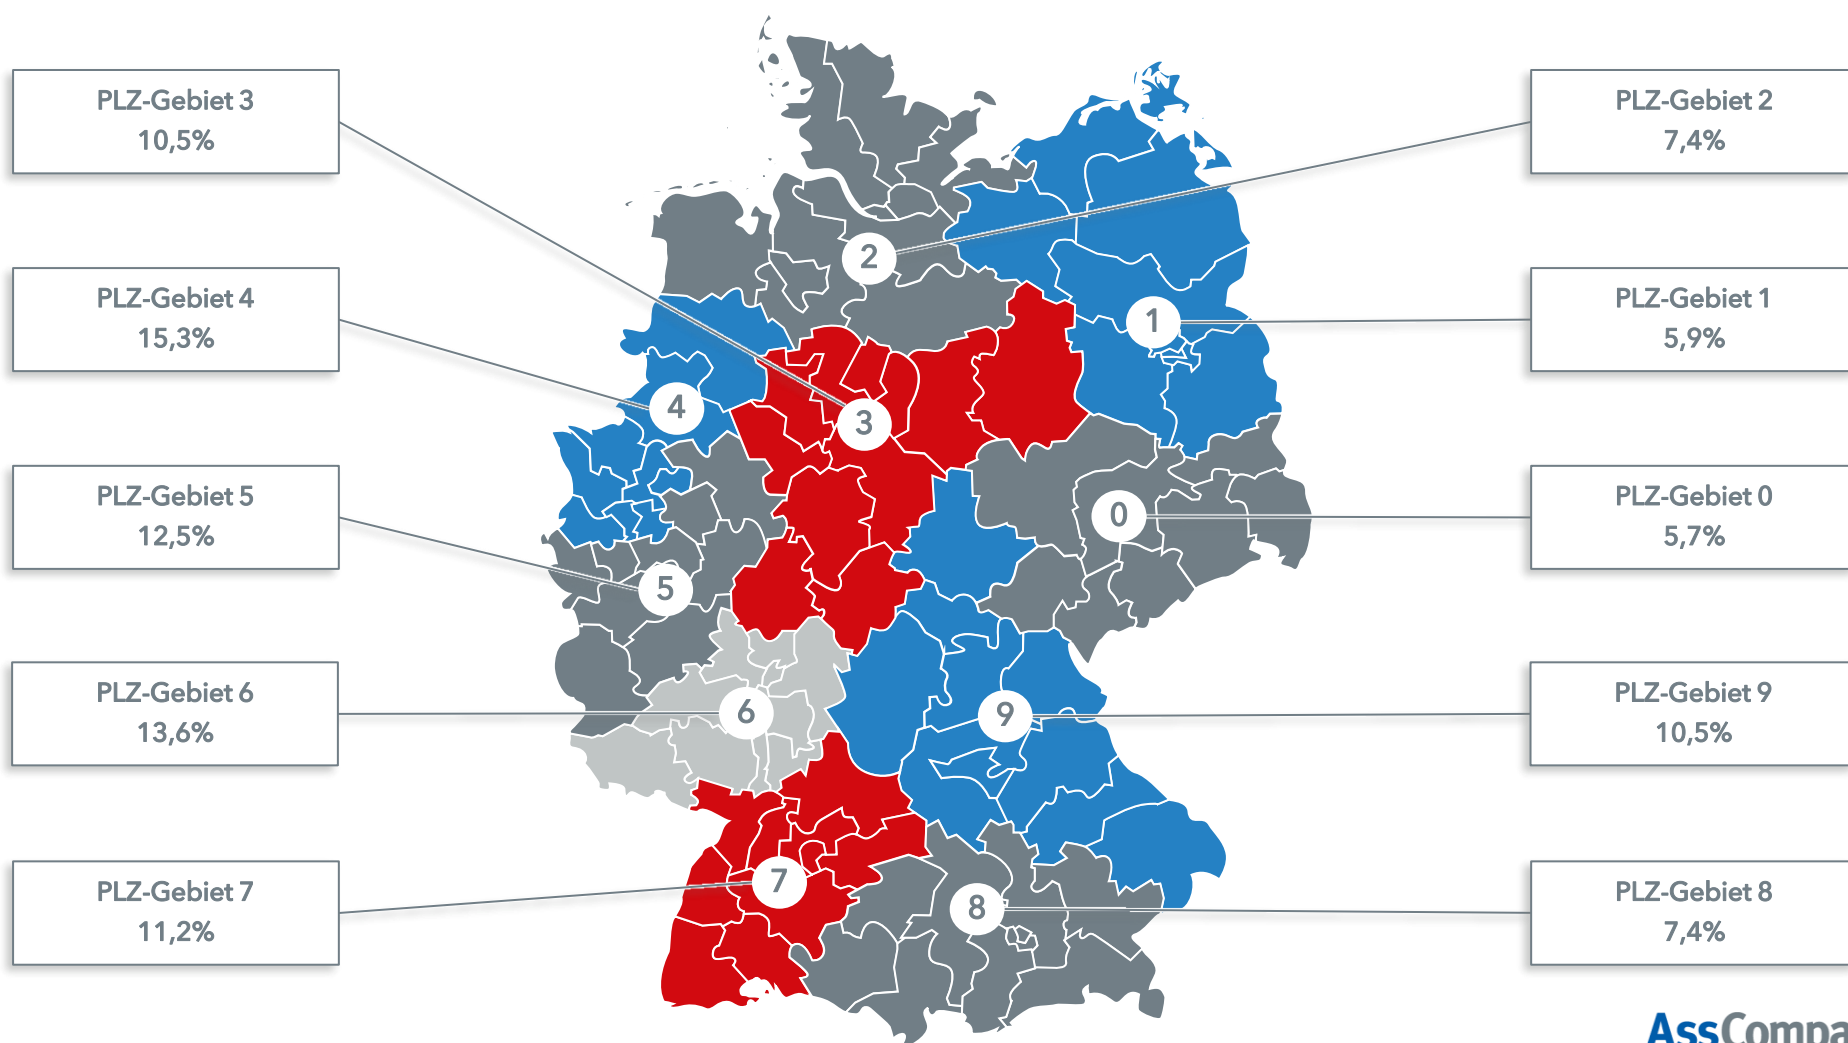 PLZ-Gebiet 3
10,5%
PLZ-Gebiet 4
15,3%
PLZ-Gebiet 5
12,5%
PLZ-Gebiet 6
13,6%
PLZ-Gebiet 7
11,2%
2
1
4
3
0
5
6
9
7
8
PLZ-Gebiet 2
7,4%
PLZ-Gebiet 1
5,9%
PLZ-Gebiet 0
5,7%
PLZ-Gebiet 9
10,5%
PLZ-Gebiet 8
7,4%
AssCompa